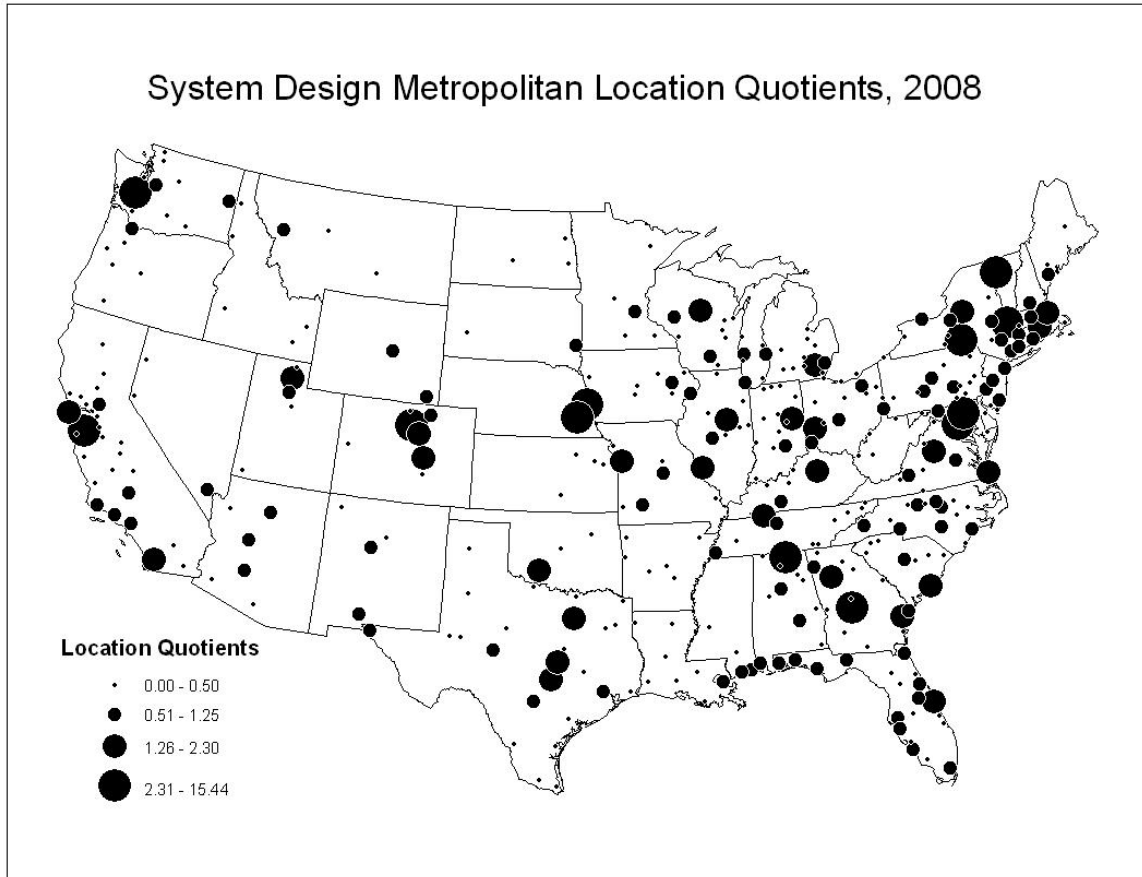 System Design Metropolitan Location Quotients, 2008
Location Quotients
0.00 - 0.50
0.51 - 1.25
1.26 - 2.30
2.31 - 15.44